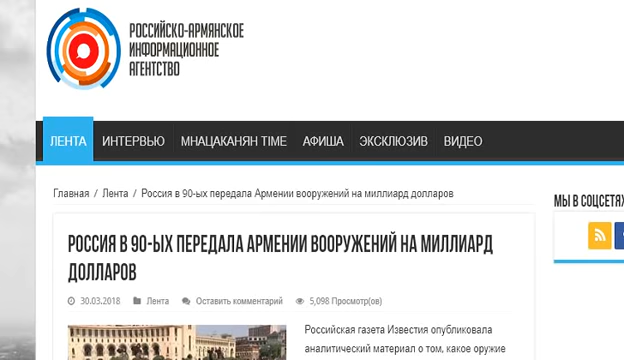 РОССИЙСКО-АРМЯНСКОЕ
ИНФОРМАЦИОННОЕ
АГЕНТСТВО
ЛЕНТА ИНТЕРВЬЮ МНАЦАКАНЯН TIME АФИША ЭКСКЛЮЗИВ ВИДЕО
Главная / Лента / Россия в 90-ых передала Армении вооружений на миллиард долларов
МЫ В СОЦСЕТЯХ
РОССИЯ В 90-ЫХ ПЕРЕДАЛА АРМЕНИИ ВООРУЖЕНИЙ НА МИЛЛИАРД
ДОЛЛАРОВ
30.03.2018 Лента Оставить комментарий 5,098 Просмотр(ов)
Российская газета Известия опубликовала
аналитический материал о том, какое оружие